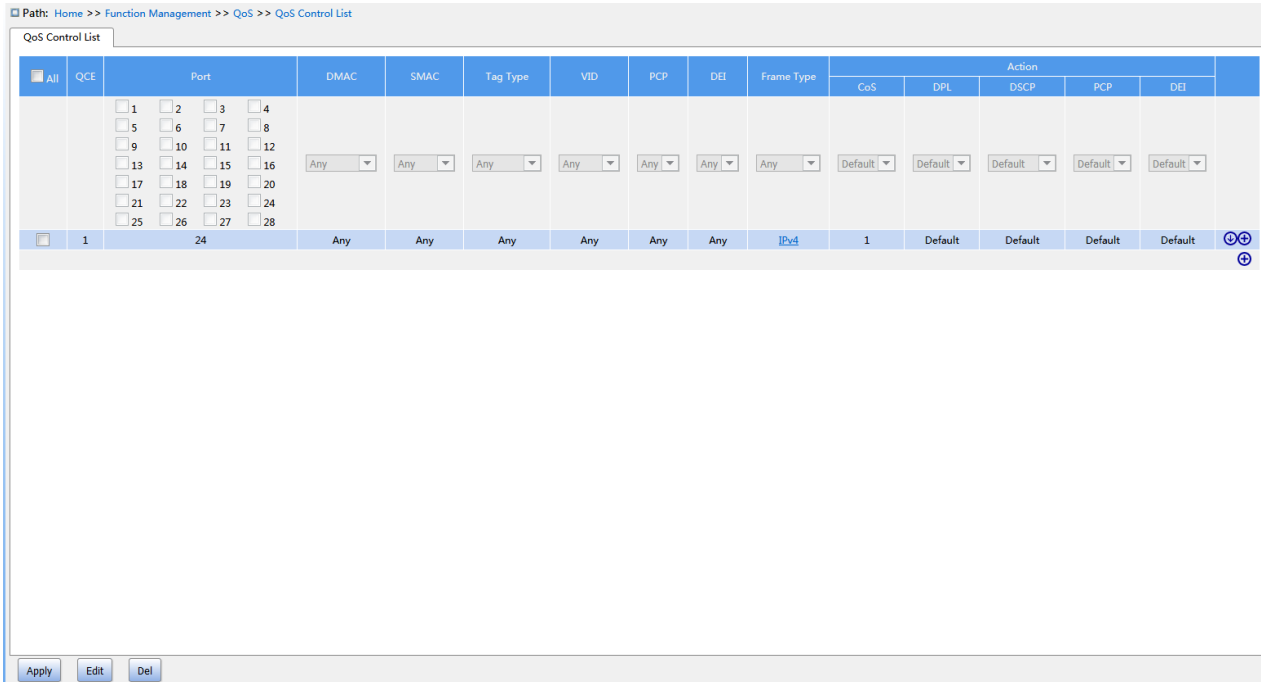 Path: Home >> Function Management >> QoS >> QoS Control List
QoS Control List
All QCE Port DMAC SMAC Tag Type VID PCP DEI Frame Type Action
CoS DPL DSCP PCP DEI
1 2 3 4
5 6 7 8
9 10 11 12
13 14 15 16 Any Any Any Any Any Any Any Default Default Default Default Default
17 18 19 20
21 22 23 24
25 26 27 28
1 24 Any Any Any Any Any Any IPv4 1 Default Default Default Default
Apply Edit Del